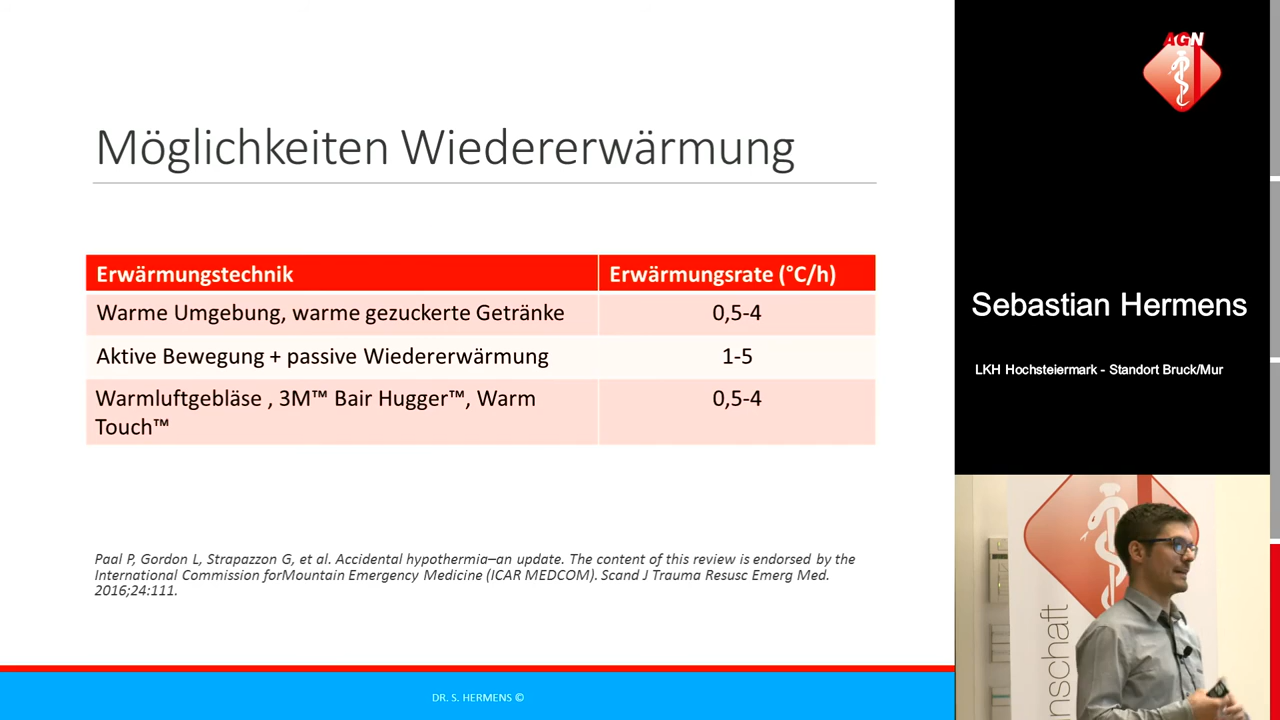 Möglichkeiten Wiedererwärmung
Erwärmungstechnik
Erwärmungsrate (°C/h)
Warme Umgebung, warme gezuckerte Getränke
0,5-4
Aktive Bewegung + passive Wiedererwärmung
1-5
Warmluftgebläse , 3M™ Bair Hugger™, Warm
Touch™
0,5-4
Paal P, Gordon L, Strapazzon G, et al. Accidental hypothermia–an update. The content of this review is endorsed by the
International Commission forMountain Emergency Medicine (ICAR MEDCOM). Scand J Trauma Resusc Emerg Med.
2016;24:111.
DR. S. HERMENS ©
AGN
Sebastian Hermens
LKH Hochsteiermark - Standort Bruck/Mur